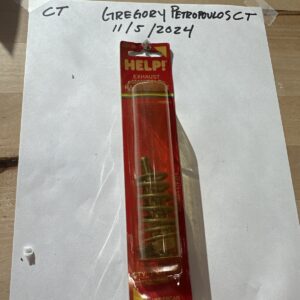 CT GREGORY PETROPOULOS CT
11/5/2024
HELP!
EXHAUST